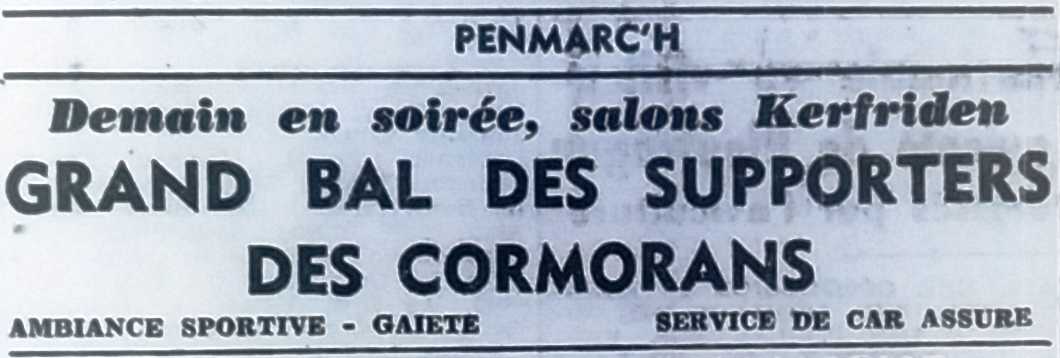 PENMARC'H
Demain en soirée, salons Kerfriden
GRAND BAL DES SUPPORTERS
DES CORMORANS
AMBIANCE SPORTIVE - GAIETE SERVICE DE CAR ASSURE